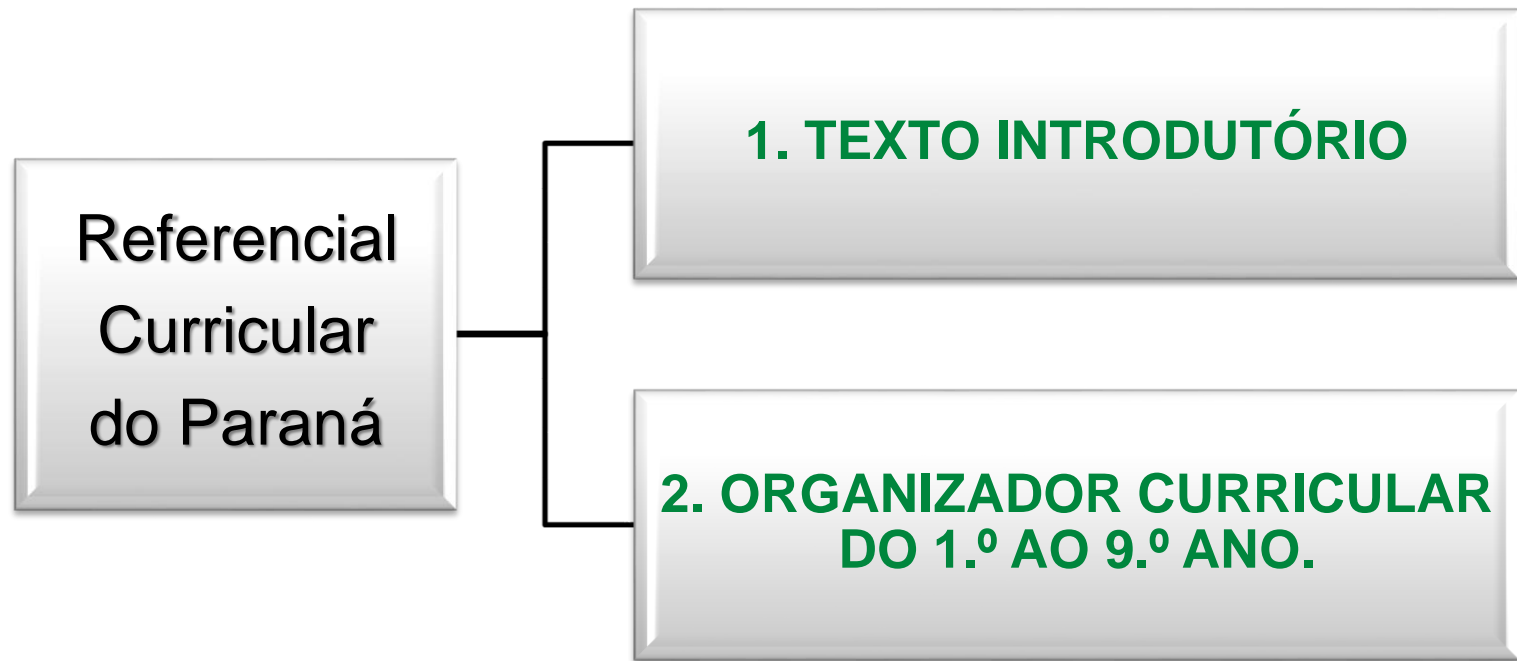 Referencial
Curricular
do Paraná
1. TEXTO INTRODUTÓRIO
2. ORGANIZADOR CURRICULAR
DO 1.º AO 9.º ANO.